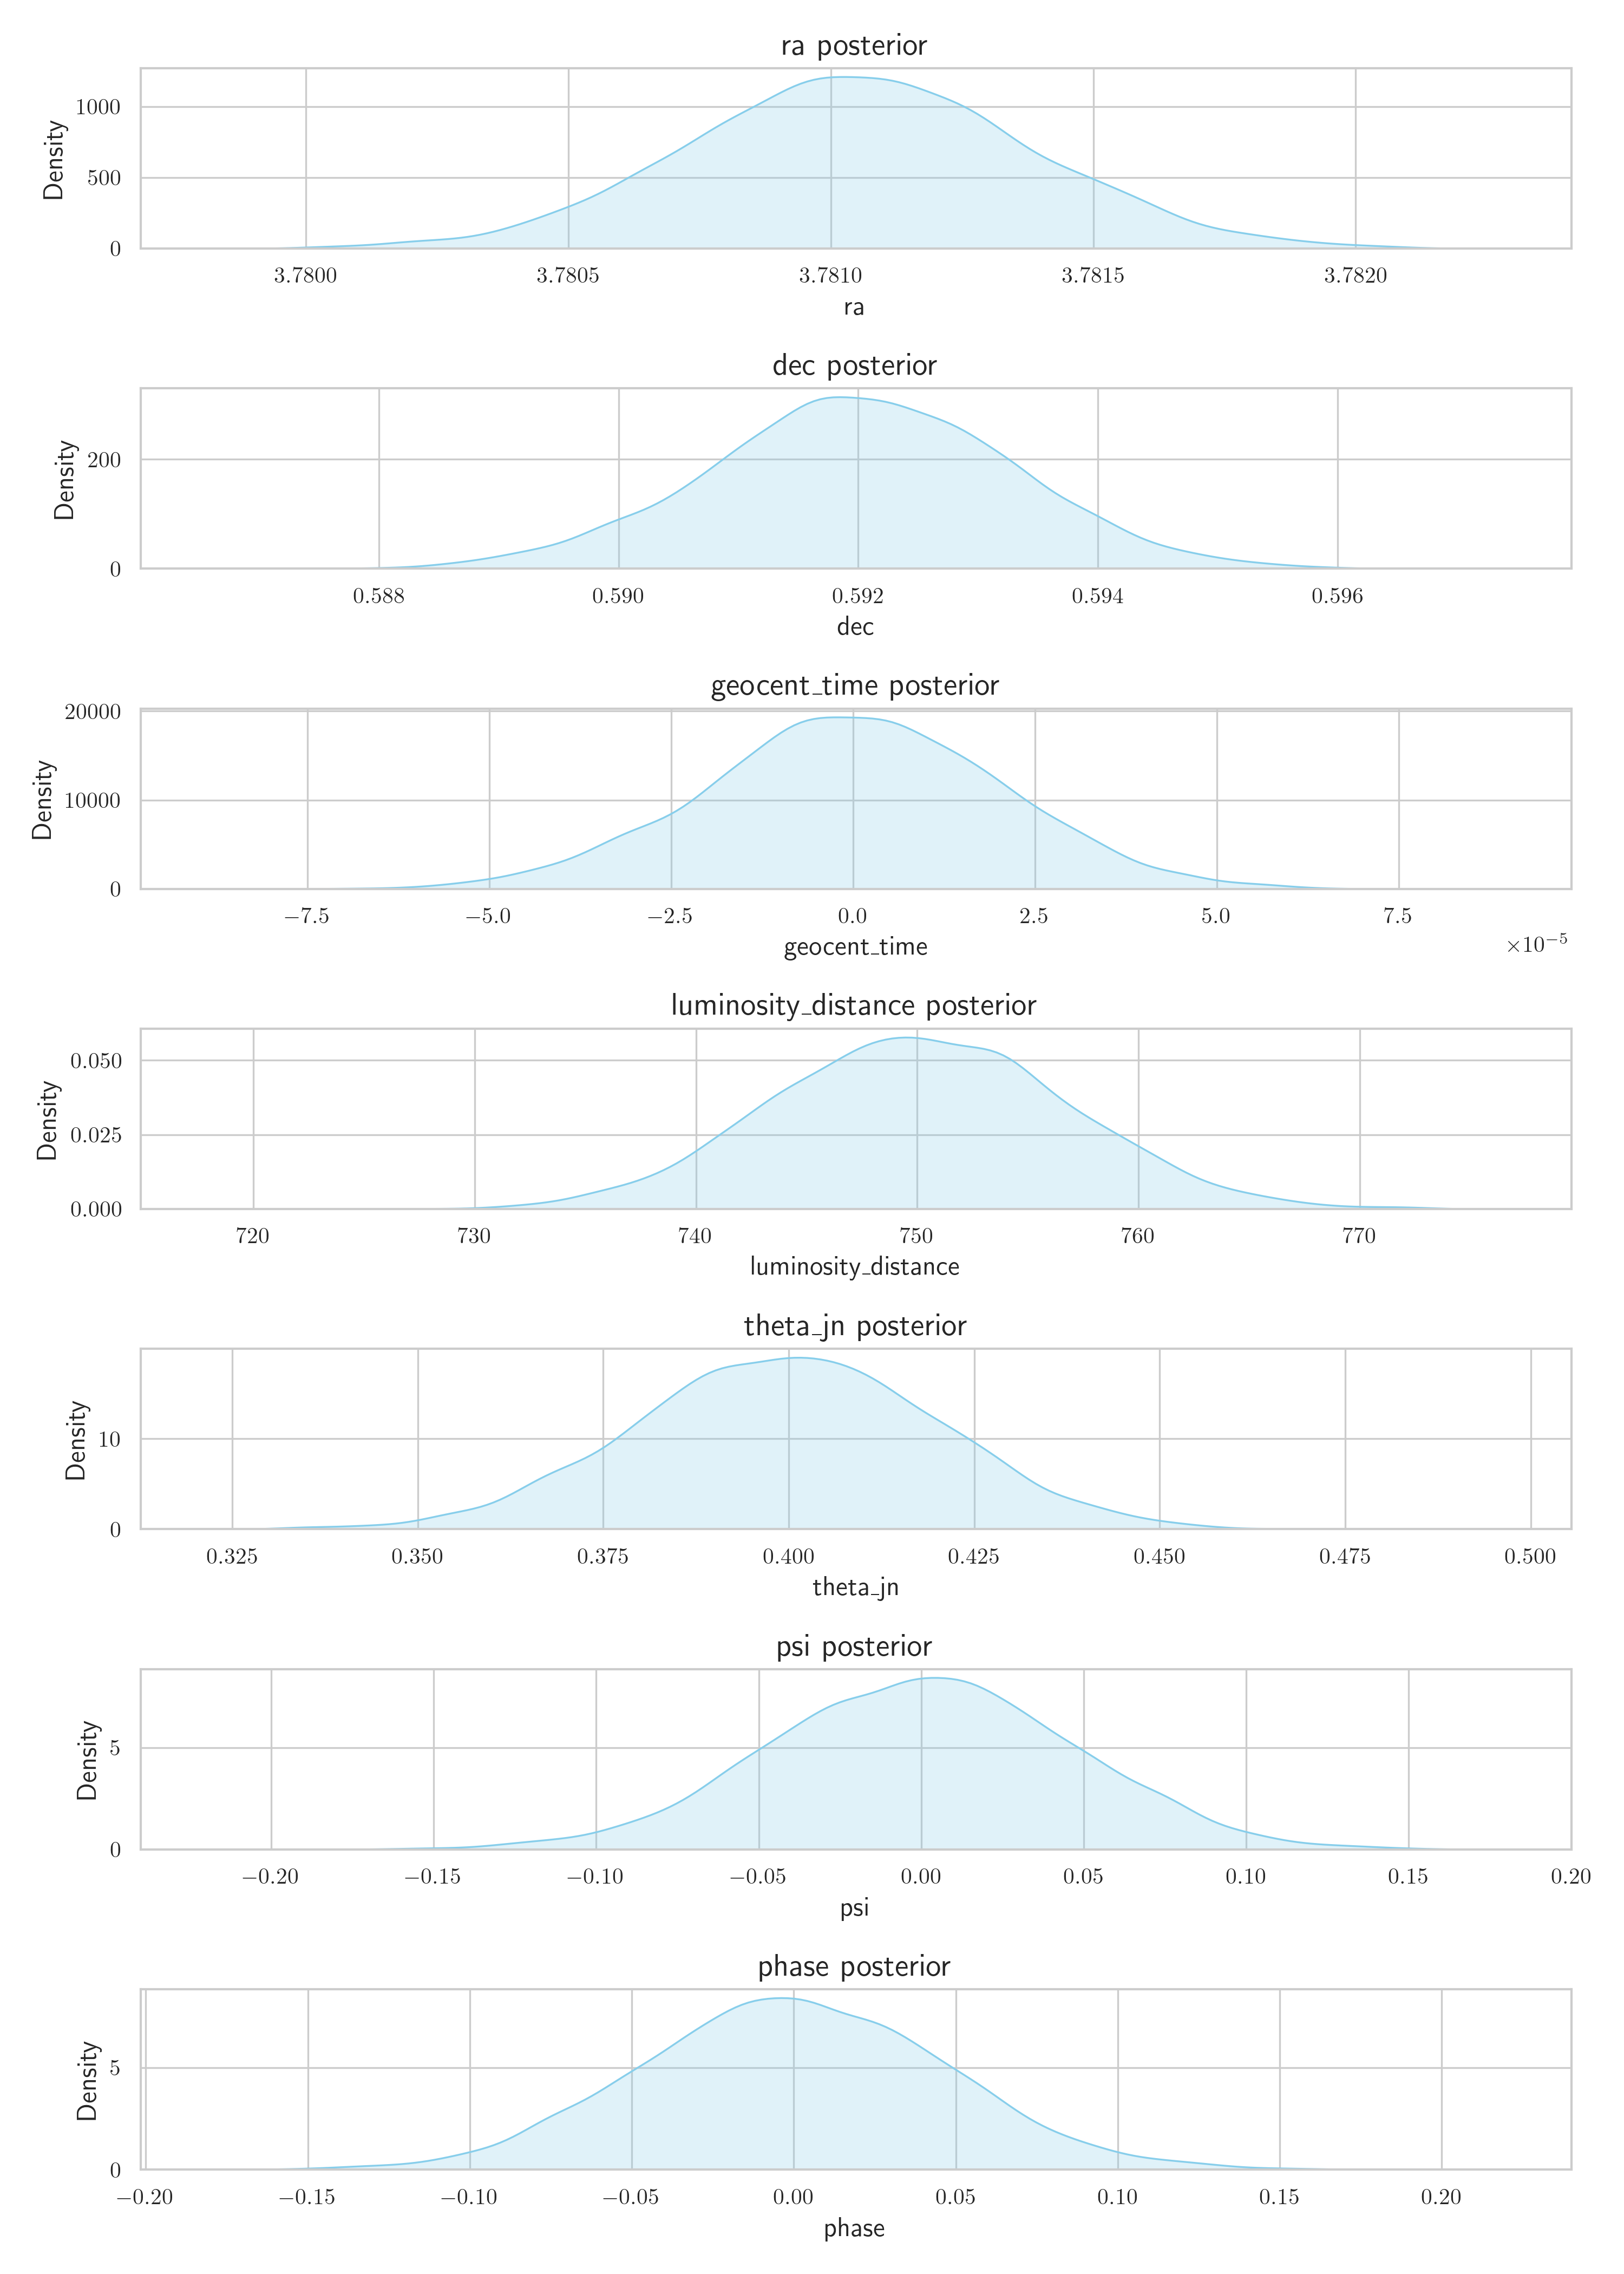 ra posterior
Density
1000
500
0
3.7800 3.7805 3.7810 3.7815 3.7820
ra
dec posterior
Density
200
0
0.588 0.590 0.592 0.594 0.596
dec
geocent_time posterior
Density
20000
10000
0
−7.5 −5.0 −2.5 0.0 2.5 5.0 7.5
geocent_time
×10⁻⁵
luminosity_distance posterior
Density
0.050
0.025
0.000
720 730 740 750 760 770
luminosity_distance
theta_jn posterior
Density
10
0
0.325 0.350 0.375 0.400 0.425 0.450 0.475 0.500
theta_jn
psi posterior
Density
5
0
−0.20 −0.15 −0.10 −0.05 0.00 0.05 0.10 0.15 0.20
psi
phase posterior
Density
5
0
−0.20 −0.15 −0.10 −0.05 0.00 0.05 0.10 0.15 0.20
phase